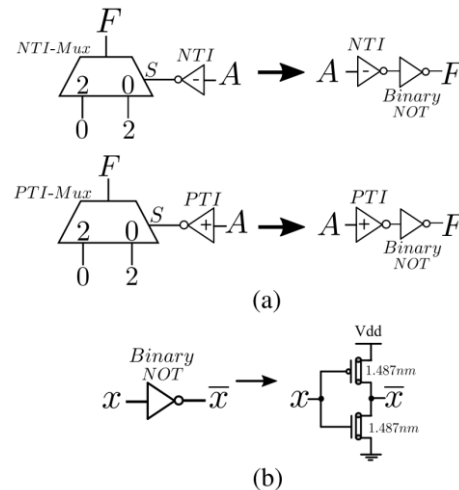 F
NTI-Mux
S
2 0
- A
0 2
NTI
A - F
Binary
NOT
F
PTI-Mux
S
PTI
2 0
+ A
0 2
PTI
A + F
Binary
NOT
(a)
Binary
NOT
x x̅
Vdd
1.487nm
x x̅
1.487nm
(b)